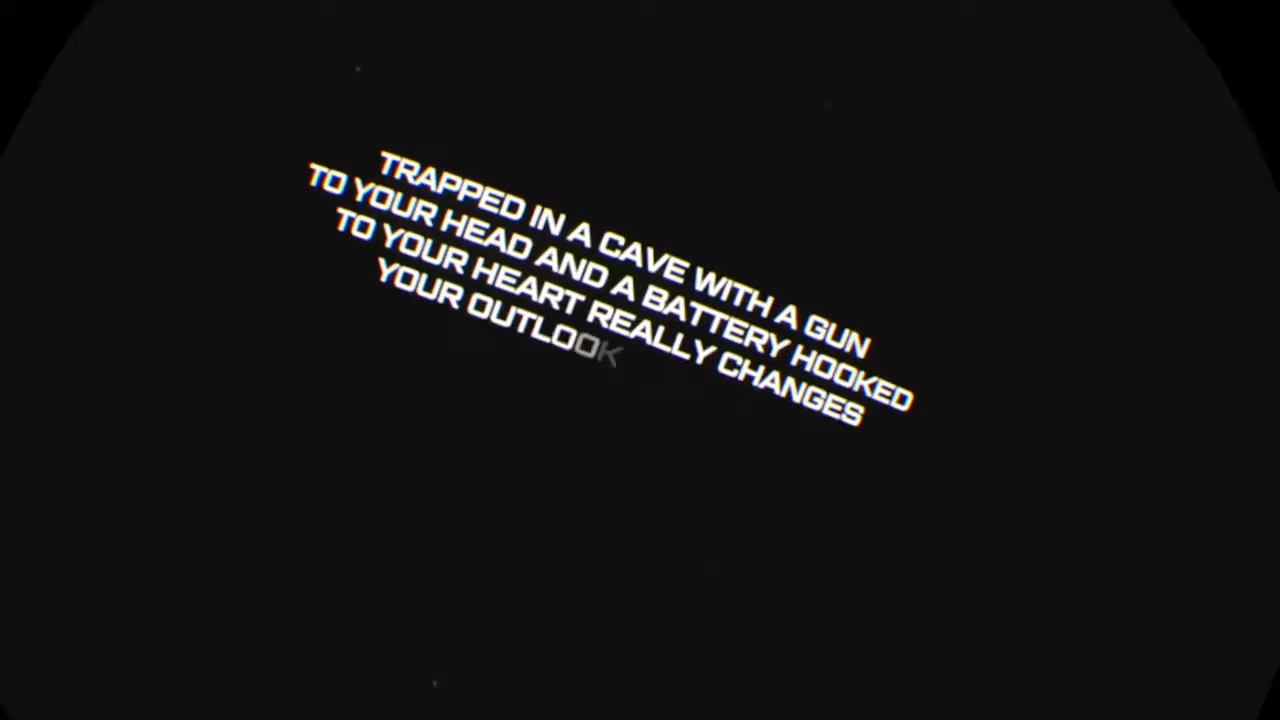 TRAPPED IN A CAVE WITH A GUN
TO YOUR HEAD AND A BATTERY HOOKED
TO YOUR HEART REALLY CHANGES
YOUR OUTLOOK